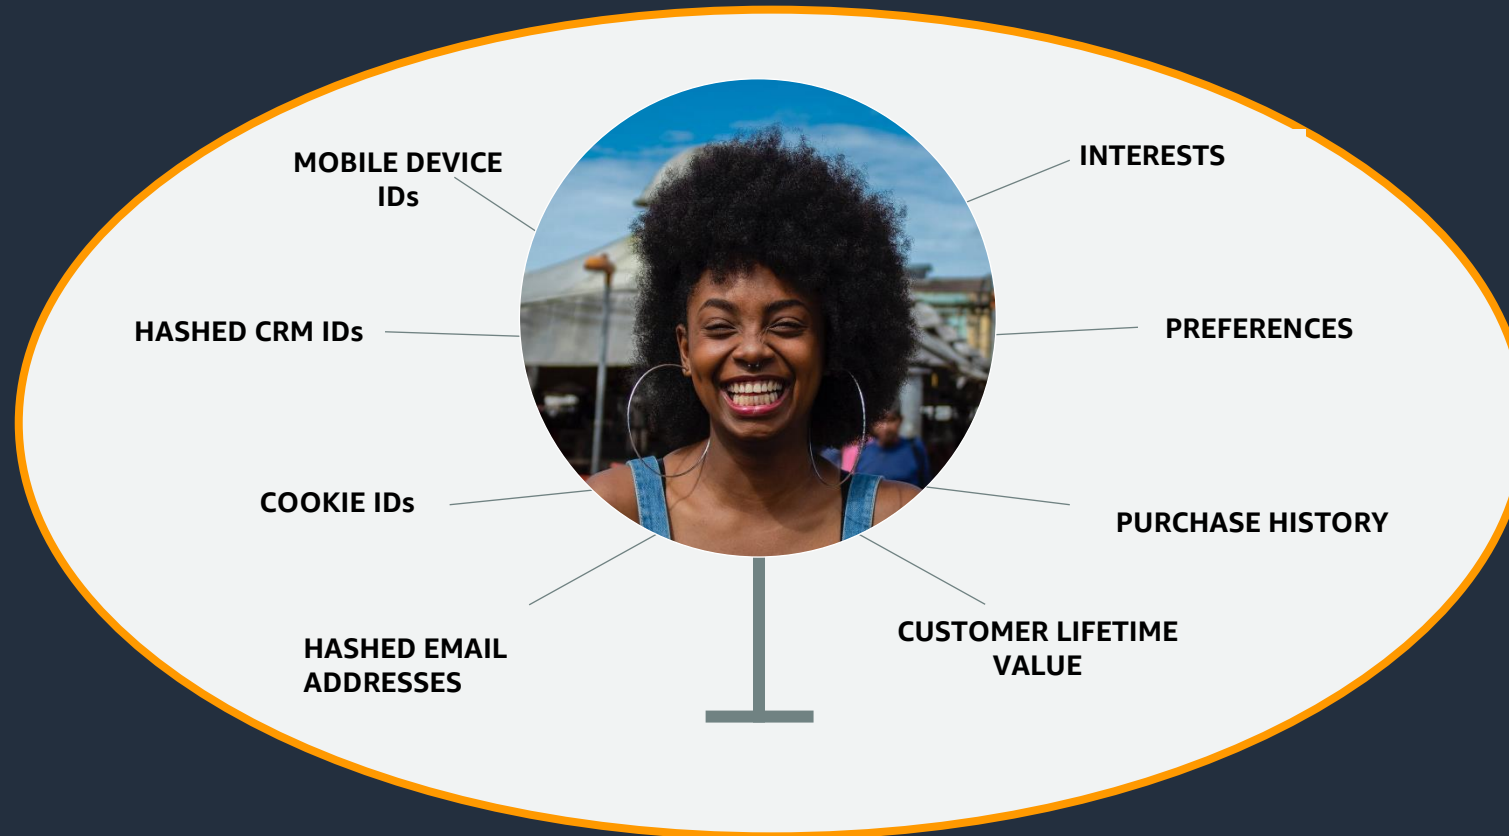 MOBILE DEVICE
IDs
HASHED CRM IDs
COOKIE IDs
HASHED EMAIL
ADDRESSES
INTERESTS
PREFERENCES
PURCHASE HISTORY
CUSTOMER LIFETIME
VALUE